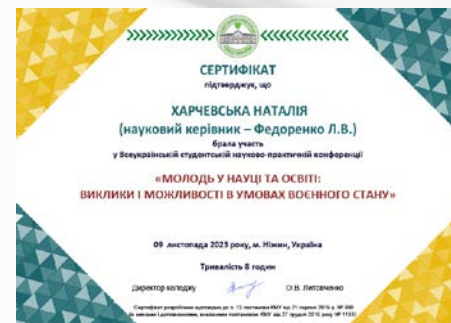 СЕРТИФІКАТ
підтверджує, що
ХАРЧЕВСЬКА НАТАЛІЯ
(науковий керівник – Федоренко Л.В.)
брала участь
у Всеукраїнській студентській науково-практичній конференції
«МОЛОДЬ У НАУЦІ ТА ОСВІТІ:
ВИКЛИКИ І МОЖЛИВОСТІ В УМОВАХ ВОЄННОГО СТАНУ»
09 листопада 2023 року, м. Ніжин, Україна
Тривалість 8 годин
Директор коледжу О.В. Литовченко